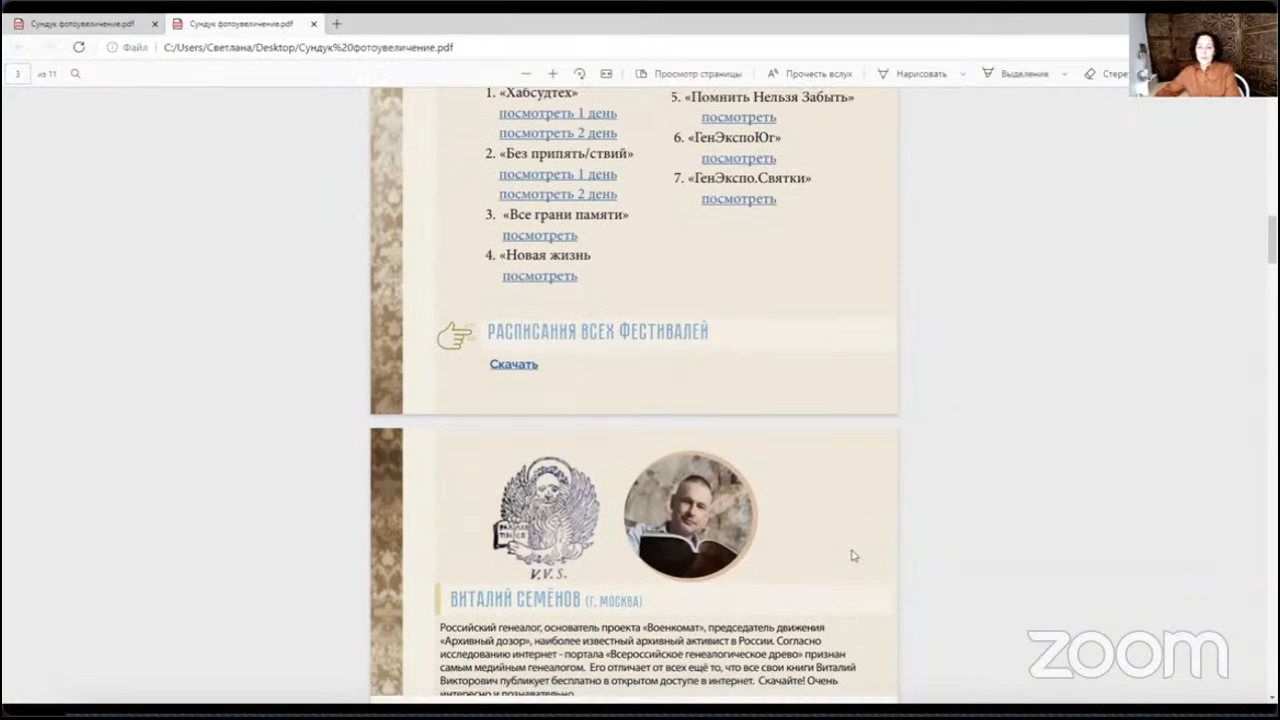 Сундук фотоувеличение.pdf
Сундук фотоувеличение.pdf
Файл
C:/Users/Светлана/Desktop/Сундук%20фотоувеличение.pdf
3
из 11
Просмотр страницы
Прочесть вслух
Нарисовать
Выделение
Стере
1. «Хабсудтех»
посмотреть 1 день
посмотреть 2 день
2. «Без припять/ствий»
посмотреть 1 день
посмотреть 2 день
3. «Все грани памяти»
посмотреть
4. «Новая жизнь
посмотреть
5. «Помнить Нельзя Забыть»
посмотреть
6. «ГенЭкспоЮг»
посмотреть
7. «ГенЭкспо.Святки»
посмотреть
РАСПИСАНИЯ ВСЕХ ФЕСТИВАЛЕЙ
Скачать
V.V.S.
ВИТАЛИЙ СЕМЁНОВ (Г. МОСКВА)
Российский генеалог, основатель проекта «Военкомат», председатель движения
«Архивный дозор», наиболее известный архивный активист в России. Согласно
исследованию интернет - портала «Всероссийское генеалогическое древо» признан
самым медийным генеалогом. Его отличает от всех ещё то, что все свои книги Виталий
Викторович публикует бесплатно в открытом доступе в интернет. Скачайте! Очень
интересно и познавательно
zoom